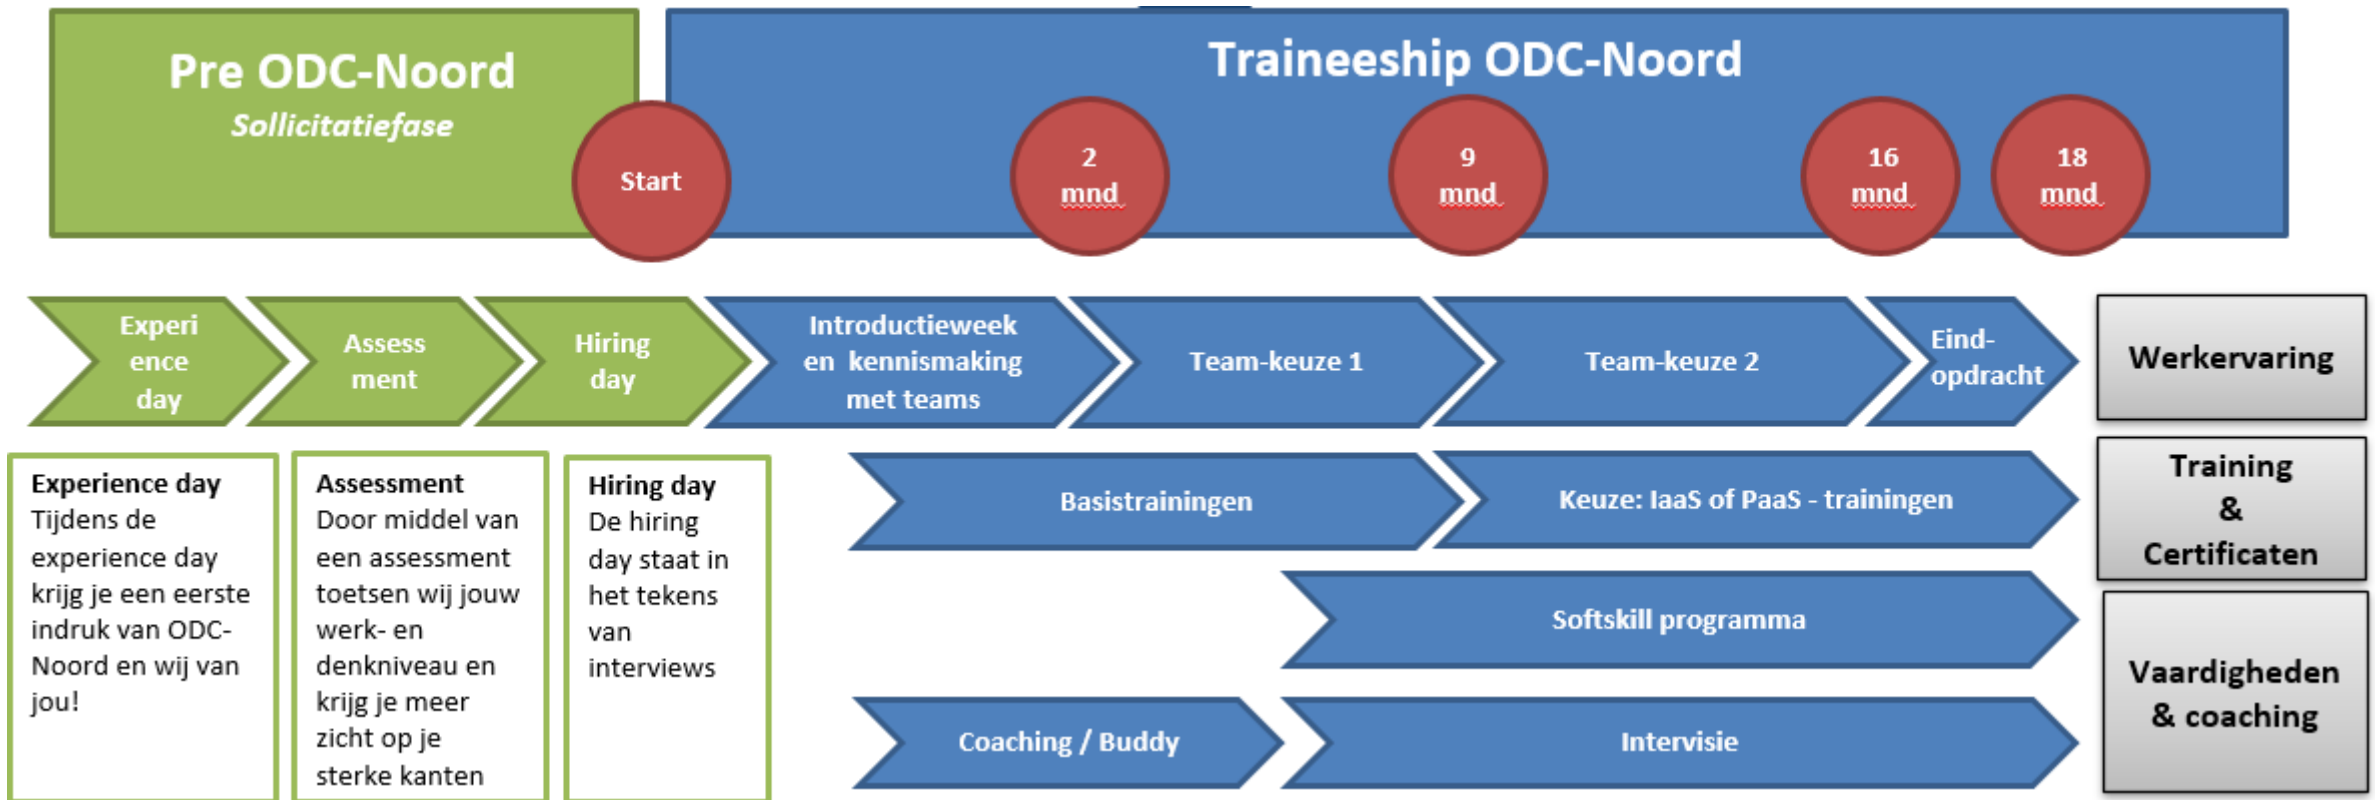 Pre ODC-Noord
Sollicitatiefase
Traineeship ODC-Noord
Start
2
mnd
9
mnd
16
mnd
18
mnd
Experi
ence
day
Assess
ment
Hiring
day
Introductieweek
en kennismaking
met teams
Team-keuze 1
Team-keuze 2
Eind-
opdracht
Werkervaring
Experience day
Tijdens de
experience day
krijg je een eerste
indruk van ODC-
Noord en wij van
jou!
Assessment
Door middel van
een assessment
toetsen wij jouw
werk- en
denkniveau en
krijg je meer
zicht op je
sterke kanten
Hiring day
De hiring
day staat in
het tekens
van
interviews
Basistrainingen
Keuze: IaaS of PaaS - trainingen
Training
&
Certificaten
Softskill programma
Coaching / Buddy
Intervisie
Vaardigheden
& coaching